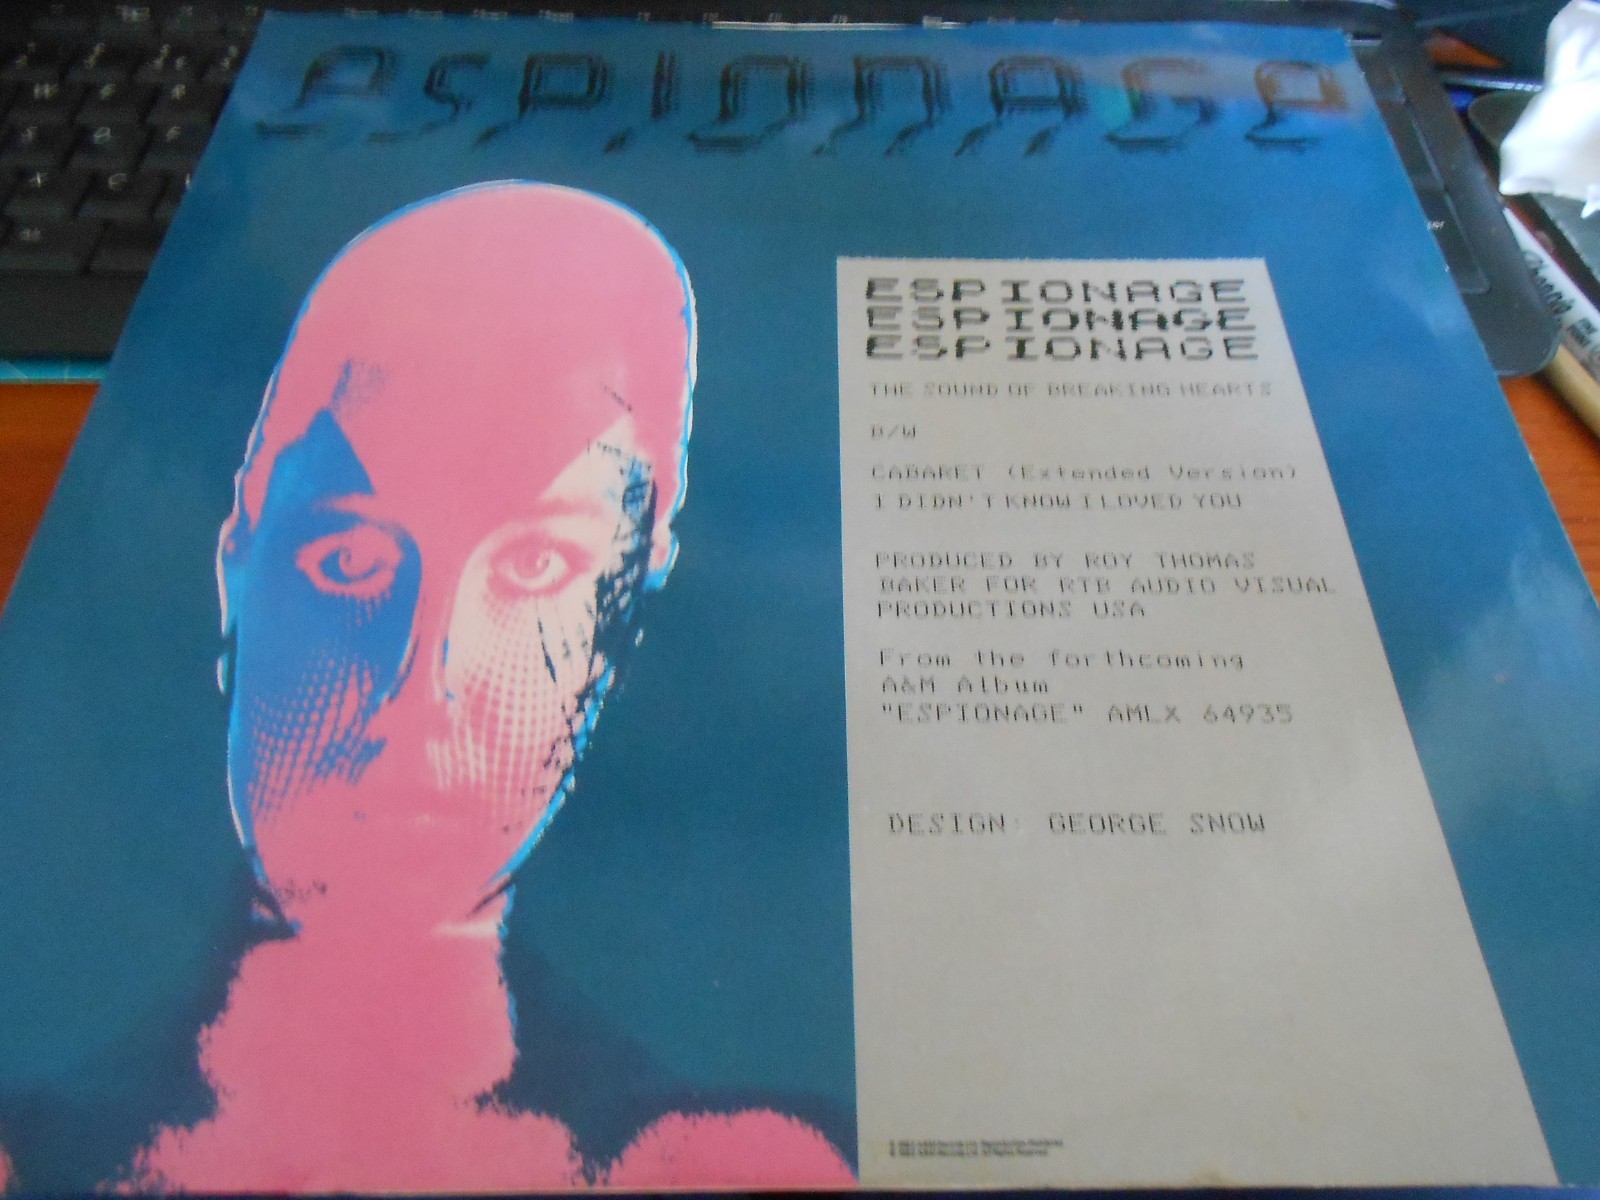 ESPIONAGE
ESPIONAGE
ESPIONAGE
ESPIONAGE
THE SOUND OF BREAKING HEARTS
B/W
CABARET (Extended Version)
I DIDN'T KNOW I LOVED YOU
PRODUCED BY ROY THOMAS
BAKER FOR RTB AUDIO VISUAL
PRODUCTIONS USA
From the forthcoming
A&M Album
"ESPIONAGE" AMLX 64935
DESIGN: GEORGE SNOW